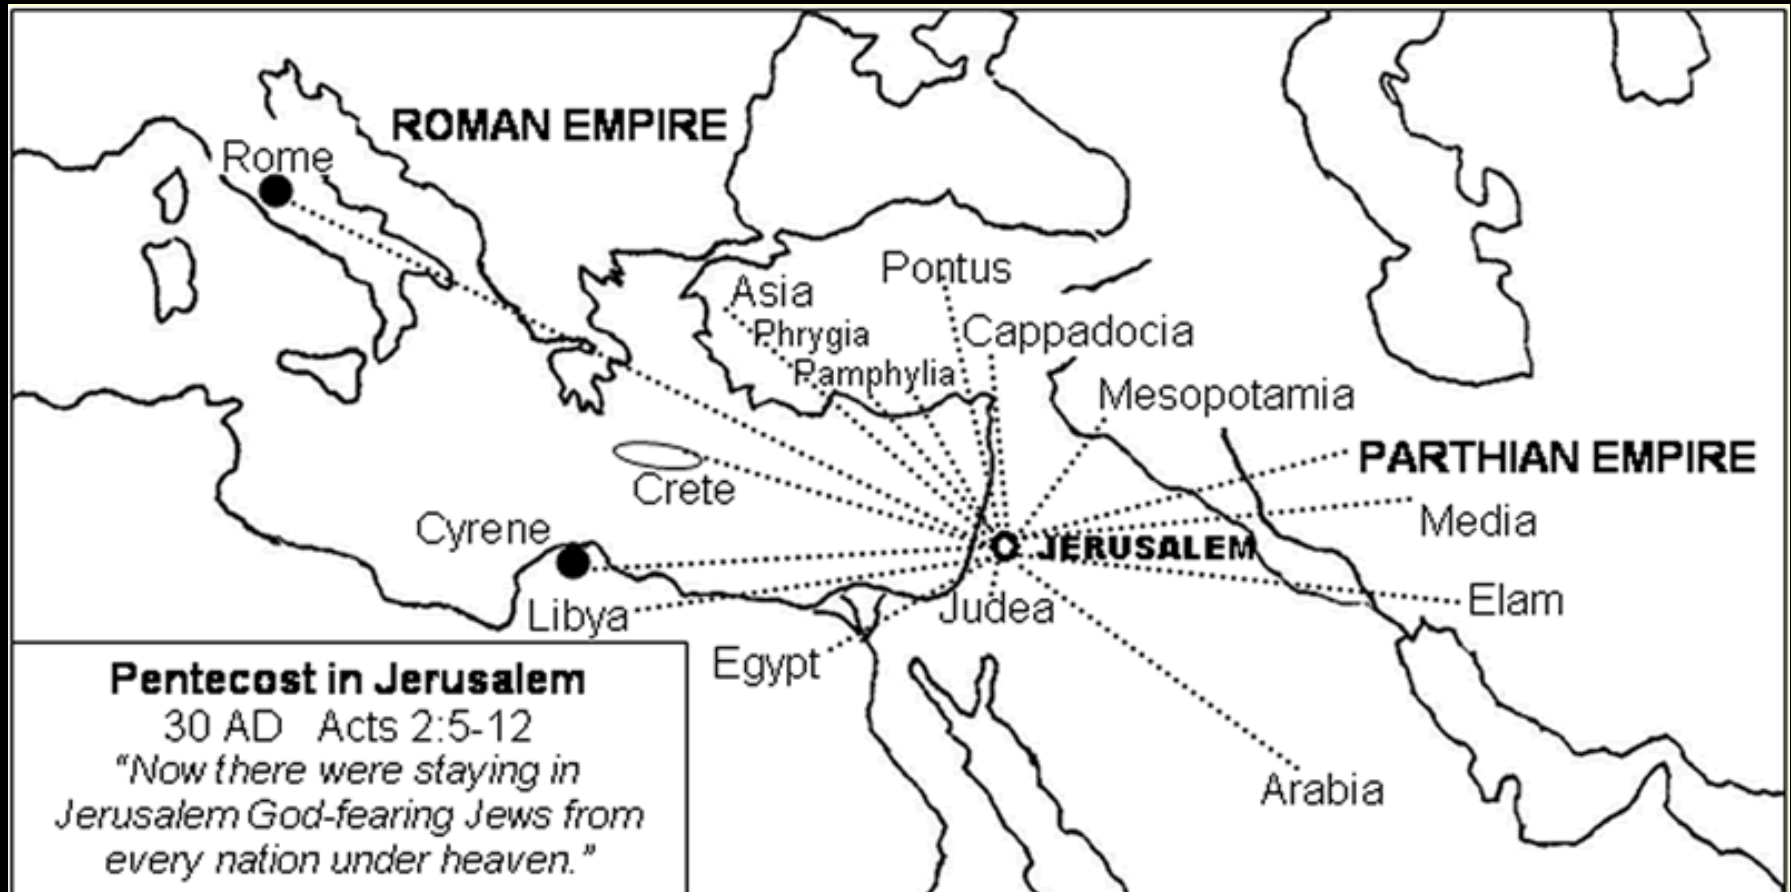 ROMAN EMPIRE
Rome
Pontus
Asia
Phrygia
Cappadocia
Pamphylia
Mesopotamia
PARTHIAN EMPIRE
Crete
Media
Cyrene
JERUSALEM
Elam
Libya
Judea
Egypt
Arabia
Pentecost in Jerusalem
30 AD Acts 2:5-12
“Now there were staying in
Jerusalem God-fearing Jews from
every nation under heaven.”